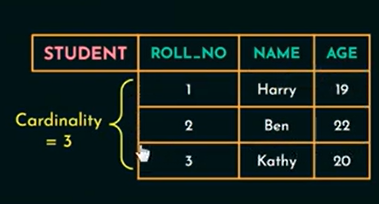 STUDENT ROLL_NO NAME AGE
1 Harry 19
Cardinality
= 3
2 Ben 22
3 Kathy 20